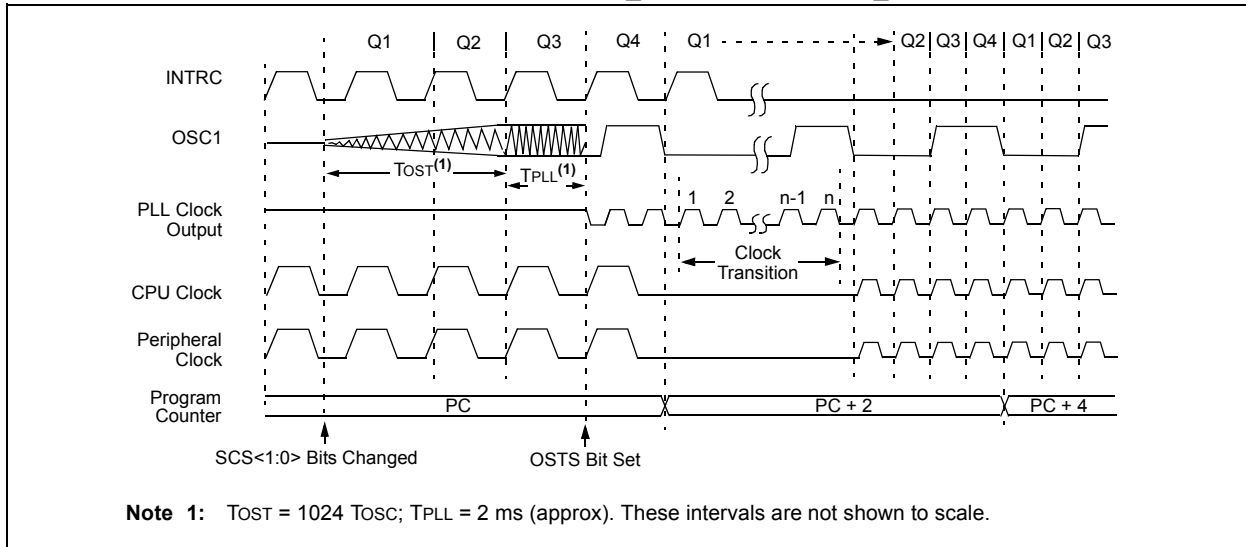 Q1 Q2 Q3 Q4 Q1 Q2 Q3 Q4 Q1 Q2 Q3
INTRC
OSC1
TOST(1) TPLL(1)
PLL Clock
Output
1 2 n-1 n
Clock
Transition
CPU Clock
Peripheral
Clock
Program
Counter
PC PC + 2 PC + 4
SCS<1:0> Bits Changed OSTS Bit Set
Note 1: TOST = 1024 TOSC; TPLL = 2 ms (approx). These intervals are not shown to scale.